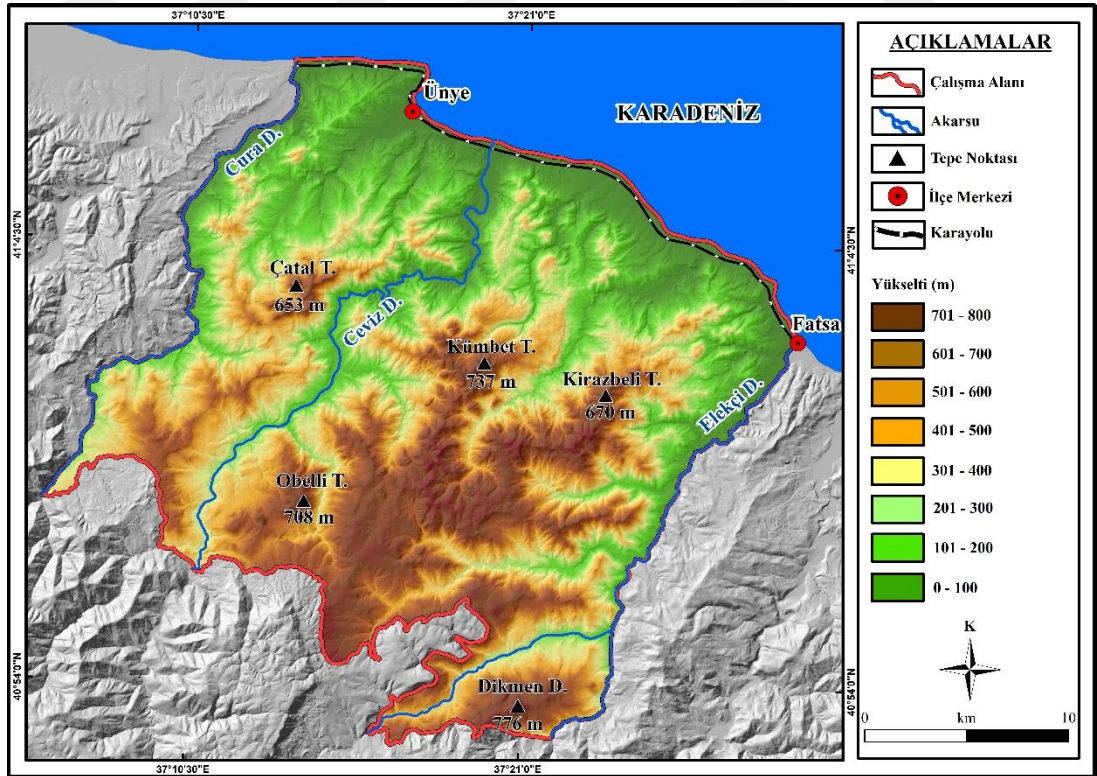 37°10'30"E
37°21'0"E
41°4'30"N
41°4'30"N
40°54'0"N
40°54'0"N
37°10'30"E
37°21'0"E
Ünye
KARADENİZ
Cura D.
Çatal T.
653 m
Ceviz D.
Fatsa
Kümbet T.
737 m
Kirazbeli T.
670 m
Elekçi D.
Obelli T.
708 m
Dikmen D.
776 m
AÇIKLAMALAR
Çalışma Alanı
Akarsu
Tepe Noktası
İlçe Merkezi
Karayolu
Yükselti (m)
701 - 800
601 - 700
501 - 600
401 - 500
301 - 400
201 - 300
101 - 200
0 - 100
K
0 km 10